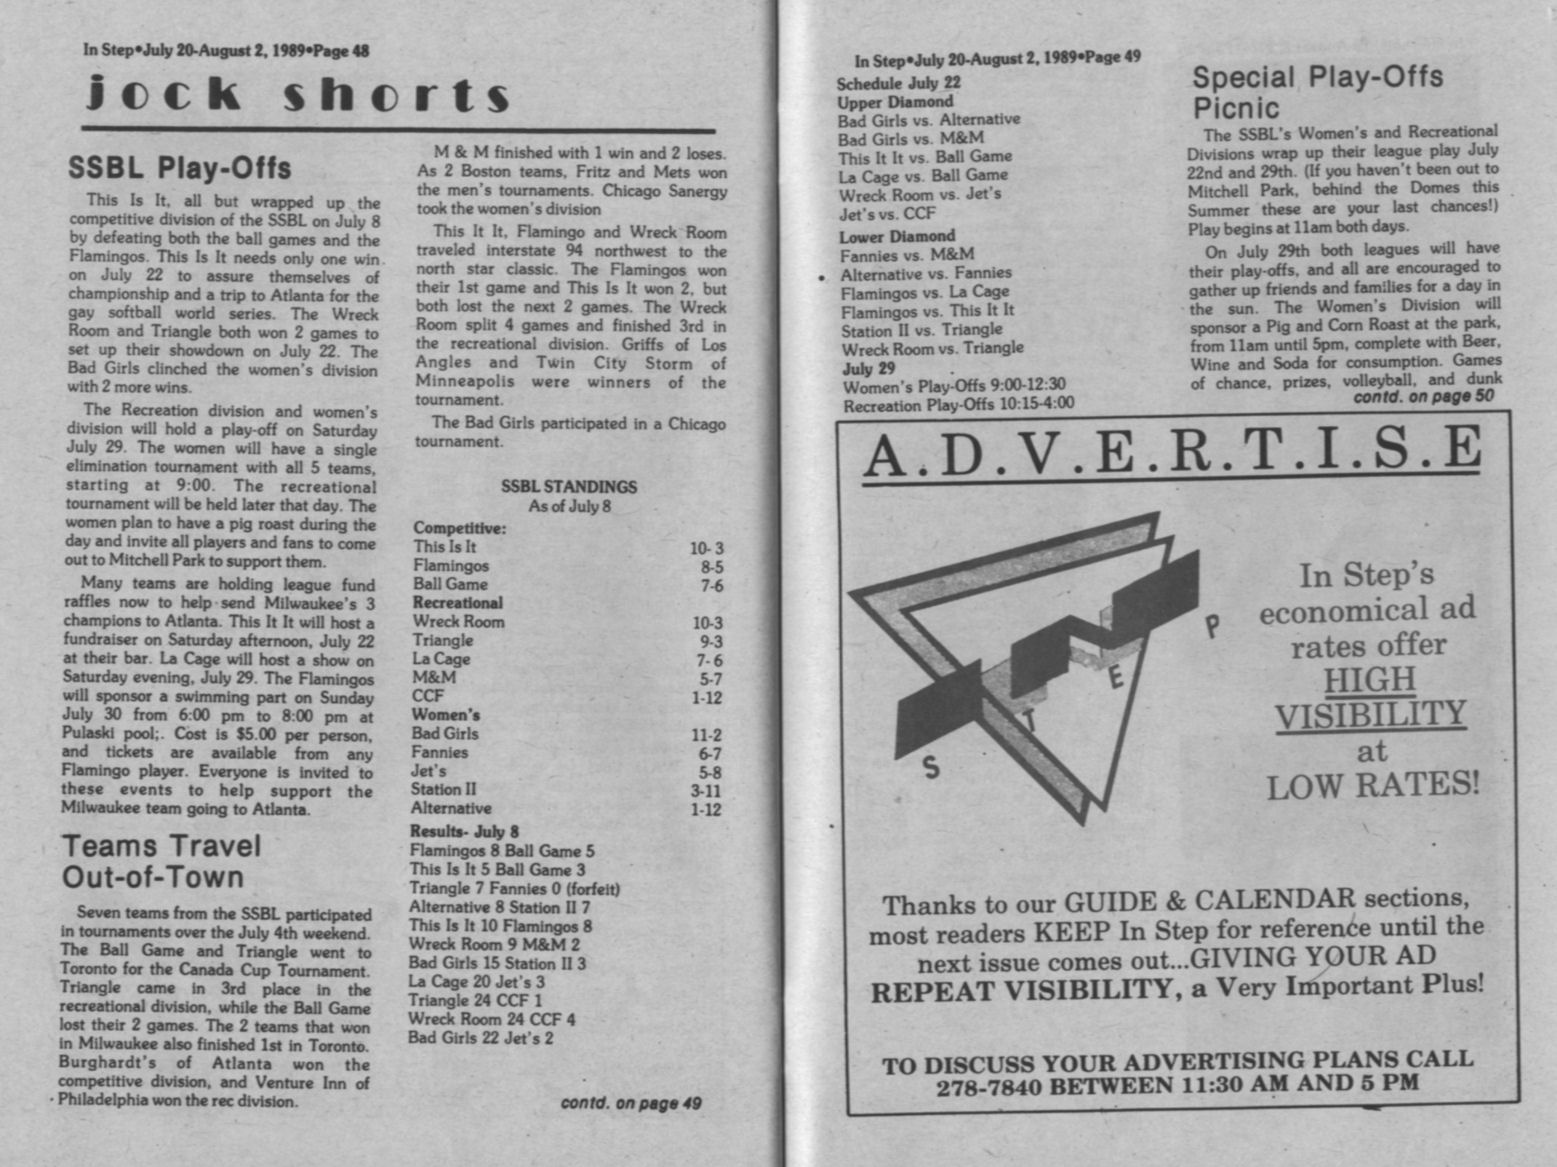 In Step•July 20-August 2, 1989•Page 48
jock shorts
SSBL Play-Offs
This Is It, all but wrapped up the
competitive division of the SSBL on July 8
by defeating both the ball games and the
Flamingos. This Is It needs only one win
on July 22 to assure themselves of
championship and a trip to Atlanta for the
gay softball world series. The Wreck
Room and Triangle both won 2 games to
set up their showdown on July 22. The
Bad Girls clinched the women's division
with 2 more wins.
The Recreation division and women's
division will hold a play-off on Saturday
July 29. The women will have a single
elimination tournament with all 5 teams,
starting at 9:00. The recreational
tournament will be held later that day. The
women plan to have a pig roast during the
day and invite all players and fans to come
out to Mitchell Park to support them.
Many teams are holding league fund
raffles now to help send Milwaukee's 3
champions to Atlanta. This It It will host a
fundraiser on Saturday afternoon, July 22
at their bar. La Cage will host a show on
Saturday evening, July 29. The Flamingos
will sponsor a swimming part on Sunday
July 30 from 6:00 pm to 8:00 pm at
Pulaski pool;. Cost is $5.00 per person,
and tickets are available from any
Flamingo player. Everyone is invited to
these events to help support the
Milwaukee team going to Atlanta.
Teams Travel
Out-of-Town
Seven teams from the SSBL participated
in tournaments over the July 4th weekend.
The Ball Game and Triangle went to
Toronto for the Canada Cup Tournament.
Triangle came in 3rd place in the
recreational division, while the Ball Game
lost their 2 games. The 2 teams that won
in Milwaukee also finished 1st in Toronto.
Burghardt's of Atlanta won the
competitive division, and Venture Inn of
Philadelphia won the rec division.
M & M finished with 1 win and 2 loses.
As 2 Boston teams, Fritz and Mets won
the men's tournaments. Chicago Sanergy
took the women's division
This It It, Flamingo and Wreck Room
traveled interstate 94 northwest to the
north star classic. The Flamingos won
their 1st game and This Is It won 2, but
both lost the next 2 games. The Wreck
Room split 4 games and finished 3rd in
the recreational division. Griffs of Los
Angles and Twin City Storm of
Minneapolis were winners of the
tournament.
The Bad Girls participated in a Chicago
tournament.
SSBL STANDINGS
As of July 8
Competitive:
This Is It 10- 3
Flamingos 8-5
Ball Game 7-6
Recreational
Wreck Room 10-3
Triangle 9-3
La Cage 7- 6
M&M 5-7
CCF 1-12
Women's
Bad Girls 11-2
Fannies 6-7
Jet's 5-8
Station II 3-11
Alternative 1-12
Results- July 8
Flamingos 8 Ball Game 5
This Is It 5 Ball Game 3
Triangle 7 Fannies 0 (forfeit)
Alternative 8 Station II 7
This Is It 10 Flamingos 8
Wreck Room 9 M&M 2
Bad Girls 15 Station II 3
La Cage 20 Jet's 3
Triangle 24 CCF 1
Wreck Room 24 CCF 4
Bad Girls 22 Jet's 2
contd. on page 49
In Step•July 20-August 2, 1989•Page 49
Schedule July 22
Upper Diamond
Bad Girls vs. Alternative
Bad Girls vs. M&M
This It It vs. Ball Game
La Cage vs. Ball Game
Wreck Room vs. Jet's
Jet's vs. CCF
Lower Diamond
Fannies vs. M&M
Alternative vs. Fannies
Flamingos vs. La Cage
Flamingos vs. This It It
Station II vs. Triangle
Wreck Room vs. Triangle
July 29
Women's Play-Offs 9:00-12:30
Recreation Play-Offs 10:15-4:00
Special Play-Offs
Picnic
The SSBL's Women's and Recreational
Divisions wrap up their league play July
22nd and 29th. (If you haven't been out to
Mitchell Park, behind the Domes this
Summer these are your last chances!)
Play begins at 11am both days.
On July 29th both leagues will have
their play-offs, and all are encouraged to
gather up friends and families for a day in
the sun. The Women's Division will
sponsor a Pig and Corn Roast at the park,
from 11am until 5pm, complete with Beer,
Wine and Soda for consumption. Games
of chance, prizes, volleyball, and dunk
contd. on page 50
A.D.V.E.R.T.I.S.E
S T E P
In Step's
economical ad
rates offer
HIGH
VISIBILITY
at
LOW RATES!
Thanks to our GUIDE & CALENDAR sections,
most readers KEEP In Step for reference until the
next issue comes out...GIVING YOUR AD
REPEAT VISIBILITY, a Very Important Plus!
TO DISCUSS YOUR ADVERTISING PLANS CALL
278-7840 BETWEEN 11:30 AM AND 5 PM